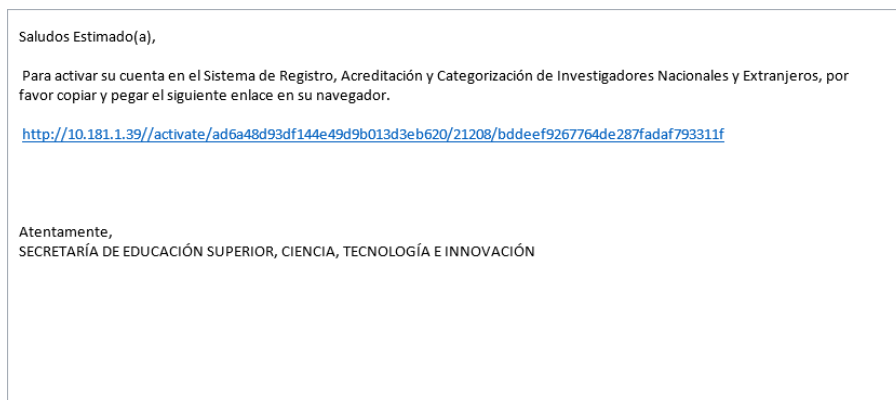 Saludos Estimado(a),
Para activar su cuenta en el Sistema de Registro, Acreditación y Categorización de Investigadores Nacionales y Extranjeros, por
favor copiar y pegar el siguiente enlace en su navegador.
http://10.181.1.39//activate/ad6a48d93df144e49d9b013d3eb620/21208/bddeef9267764de287fadaf793311f
Atentamente,
SECRETARÍA DE EDUCACIÓN SUPERIOR, CIENCIA, TECNOLOGÍA E INNOVACIÓN